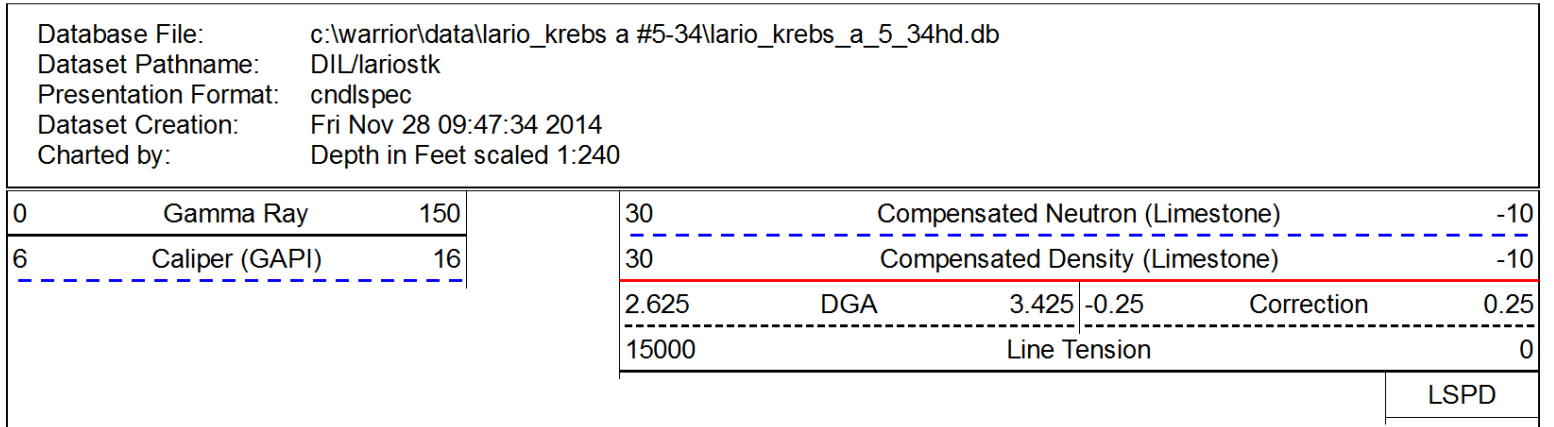 Database File: c:\warrior\data\lario_krebs a #5-34\lario_krebs_a_5_34hd.db
Dataset Pathname: DIL/lariostk
Presentation Format: cndlspec
Dataset Creation: Fri Nov 28 09:47:34 2014
Charted by: Depth in Feet scaled 1:240
0 Gamma Ray 150 30 Compensated Neutron (Limestone) -10
6 Caliper (GAPI) 16 30 Compensated Density (Limestone) -10
2.625 DGA 3.425 -0.25 Correction 0.25
15000 Line Tension 0
LSPD